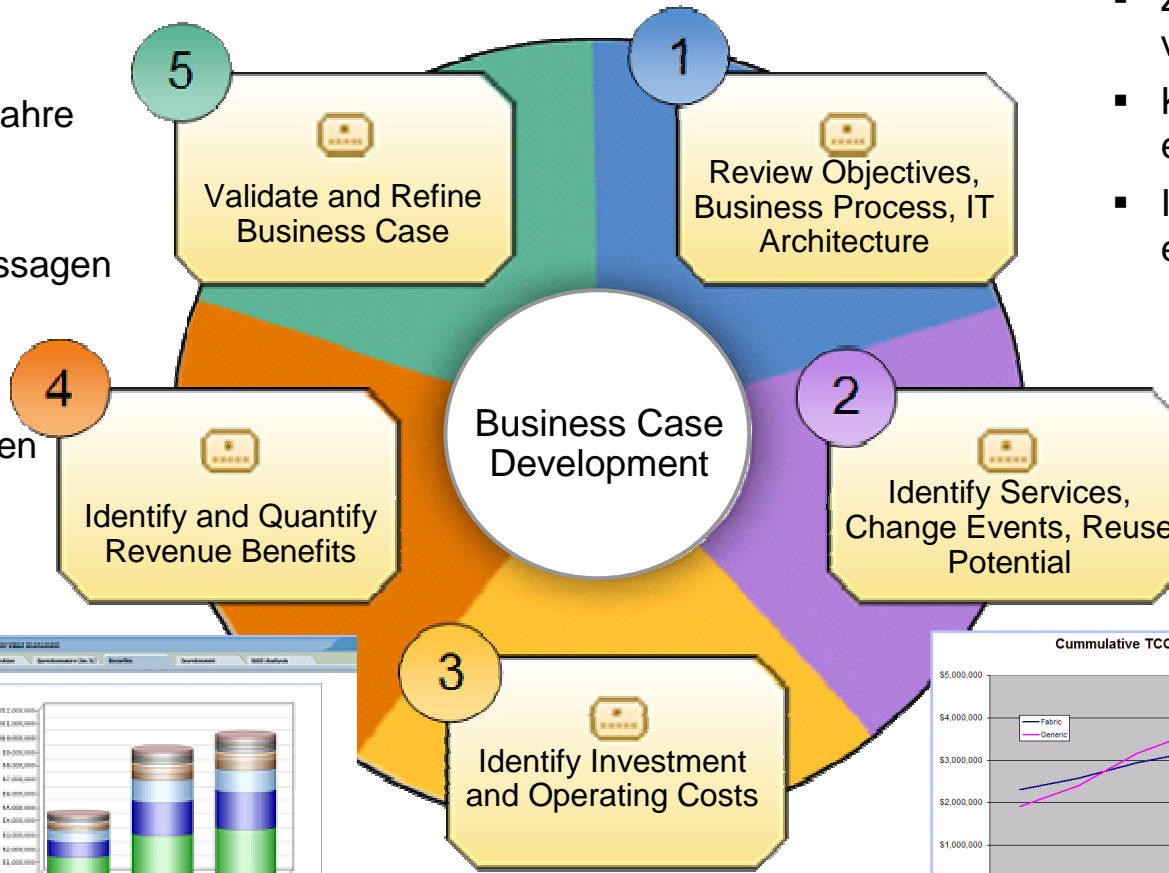 5
Validate and Refine
Business Case
1
Review Objectives,
Business Process, IT
Architecture
ahre
ssagen
en
4
Identify and Quantify
Revenue Benefits
Business Case
Development
2
Identify Services,
Change Events, Reuse
Potential
3
Identify Investment
and Operating Costs
Benefits
Investment
Cummulative TCO
$5,000,000
$4,000,000
$3,000,000
$2,000,000
$1,000,000
Fabric
Generic